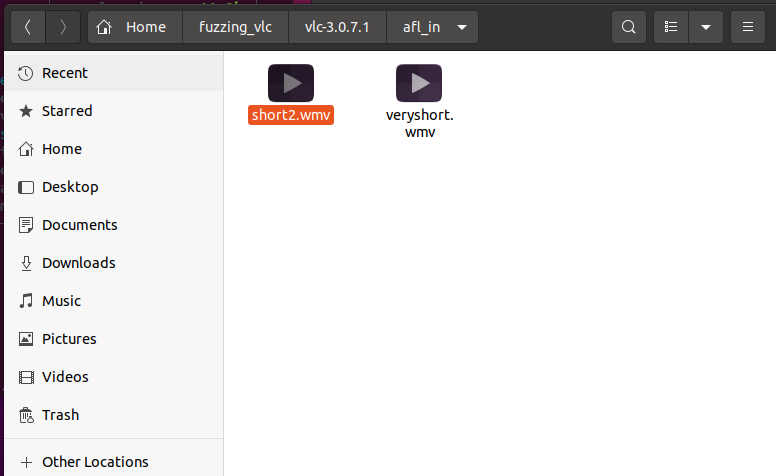 Home
fuzzing_vlc
vlc-3.0.7.1
afl_in
Recent
Starred
Home
Desktop
Documents
Downloads
Music
Pictures
Videos
Trash
Other Locations
short2.wmv
veryshort.
wmv